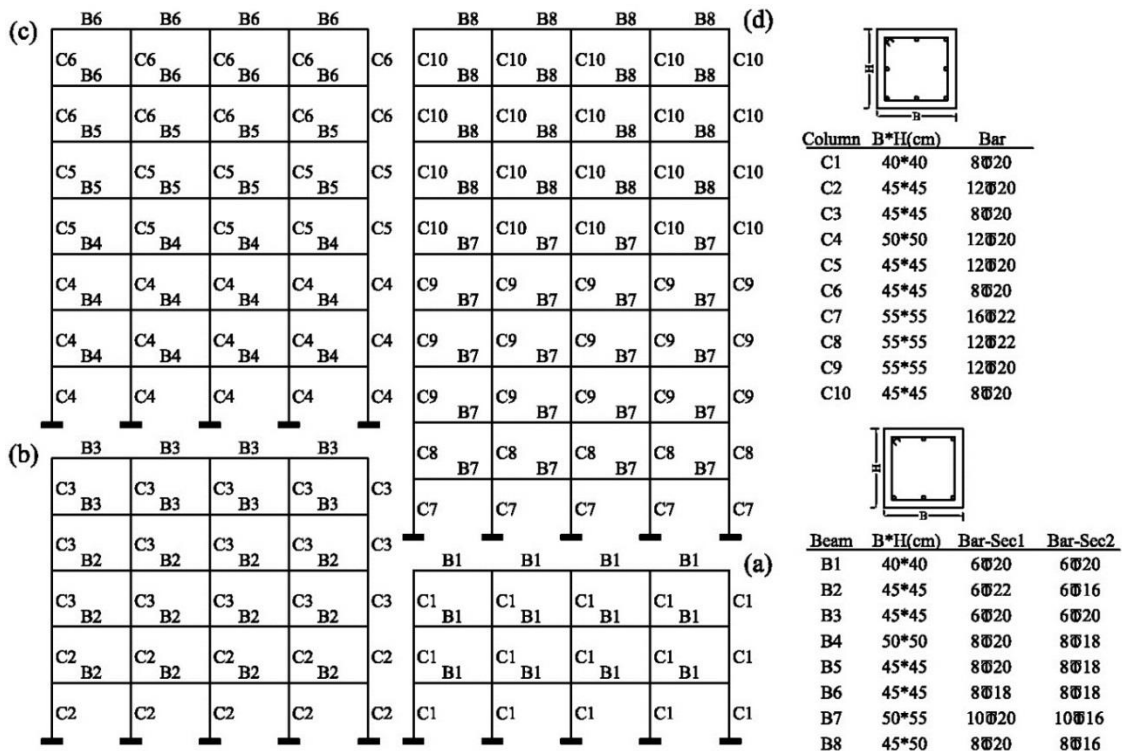 (c)
B6 B6 B6 B6
C6 C6 C6 C6 C6
B6 B6 B6 B6
C6 C6 C6 C6 C6
B5 B5 B5 B5
C5 C5 C5 C5 C5
B5 B5 B5 B5
C5 C5 C5 C5 C5
B4 B4 B4 B4
C4 C4 C4 C4 C4
B4 B4 B4 B4
C4 C4 C4 C4 C4
B4 B4 B4 B4
C4 C4 C4 C4 C4
(d)
B8 B8 B8 B8
C10 C10 C10 C10 C10
B8 B8 B8 B8
C10 C10 C10 C10 C10
B8 B8 B8 B8
C10 C10 C10 C10 C10
B8 B8 B8 B8
C10 C10 C10 C10 C10
B7 B7 B7 B7
C9 C9 C9 C9 C9
B7 B7 B7 B7
C9 C9 C9 C9 C9
B7 B7 B7 B7
C9 C9 C9 C9 C9
B7 B7 B7 B7
C8 C8 C8 C8 C8
B7 B7 B7 B7
C7 C7 C7 C7 C7
(b)
B3 B3 B3 B3
C3 C3 C3 C3 C3
B3 B3 B3 B3
C3 C3 C3 C3 C3
B2 B2 B2 B2
C3 C3 C3 C3 C3
B2 B2 B2 B2
C2 C2 C2 C2 C2
B2 B2 B2 B2
C2 C2 C2 C2 C2
(a)
B1 B1 B1 B1
C1 C1 C1 C1 C1
B1 B1 B1 B1
C1 C1 C1 C1 C1
B1 B1 B1 B1
C1 C1 C1 C1 C1
H
B
Column B*H(cm) Bar
C1 40*40 8Φ20
C2 45*45 12Φ20
C3 45*45 8Φ20
C4 50*50 12Φ20
C5 45*45 12Φ20
C6 45*45 8Φ20
C7 55*55 16Φ22
C8 55*55 12Φ22
C9 55*55 12Φ20
C10 45*45 8Φ20
H
B
Beam B*H(cm) Bar-Sec1 Bar-Sec2
B1 40*40 6Φ20 6Φ20
B2 45*45 6Φ22 6Φ16
B3 45*45 6Φ20 6Φ20
B4 50*50 8Φ20 8Φ18
B5 45*45 8Φ20 8Φ18
B6 45*45 8Φ18 8Φ18
B7 50*55 10Φ20 10Φ16
B8 45*50 8Φ20 8Φ16